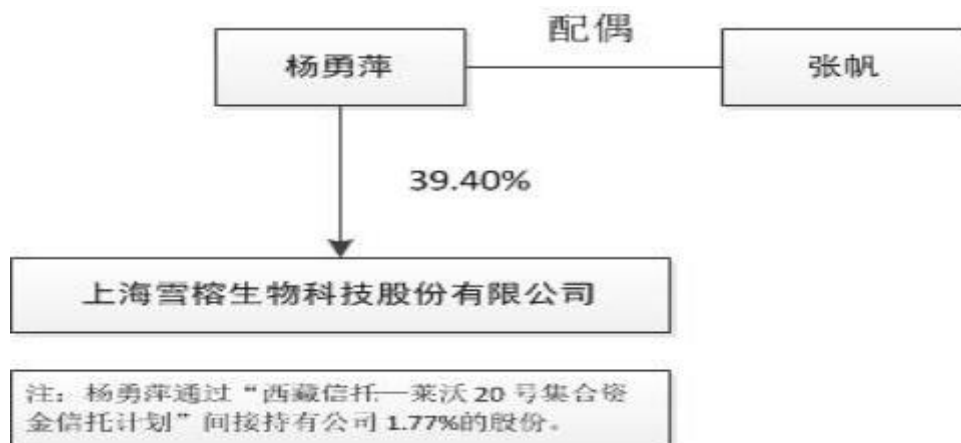 配偶
杨勇萍
张帆
39.40%
上海雪榕生物科技股份有限公司
注：杨勇萍通过“西藏信托—莱沃 20 号集合资
金信托计划”间接持有公司 1.77%的股份。